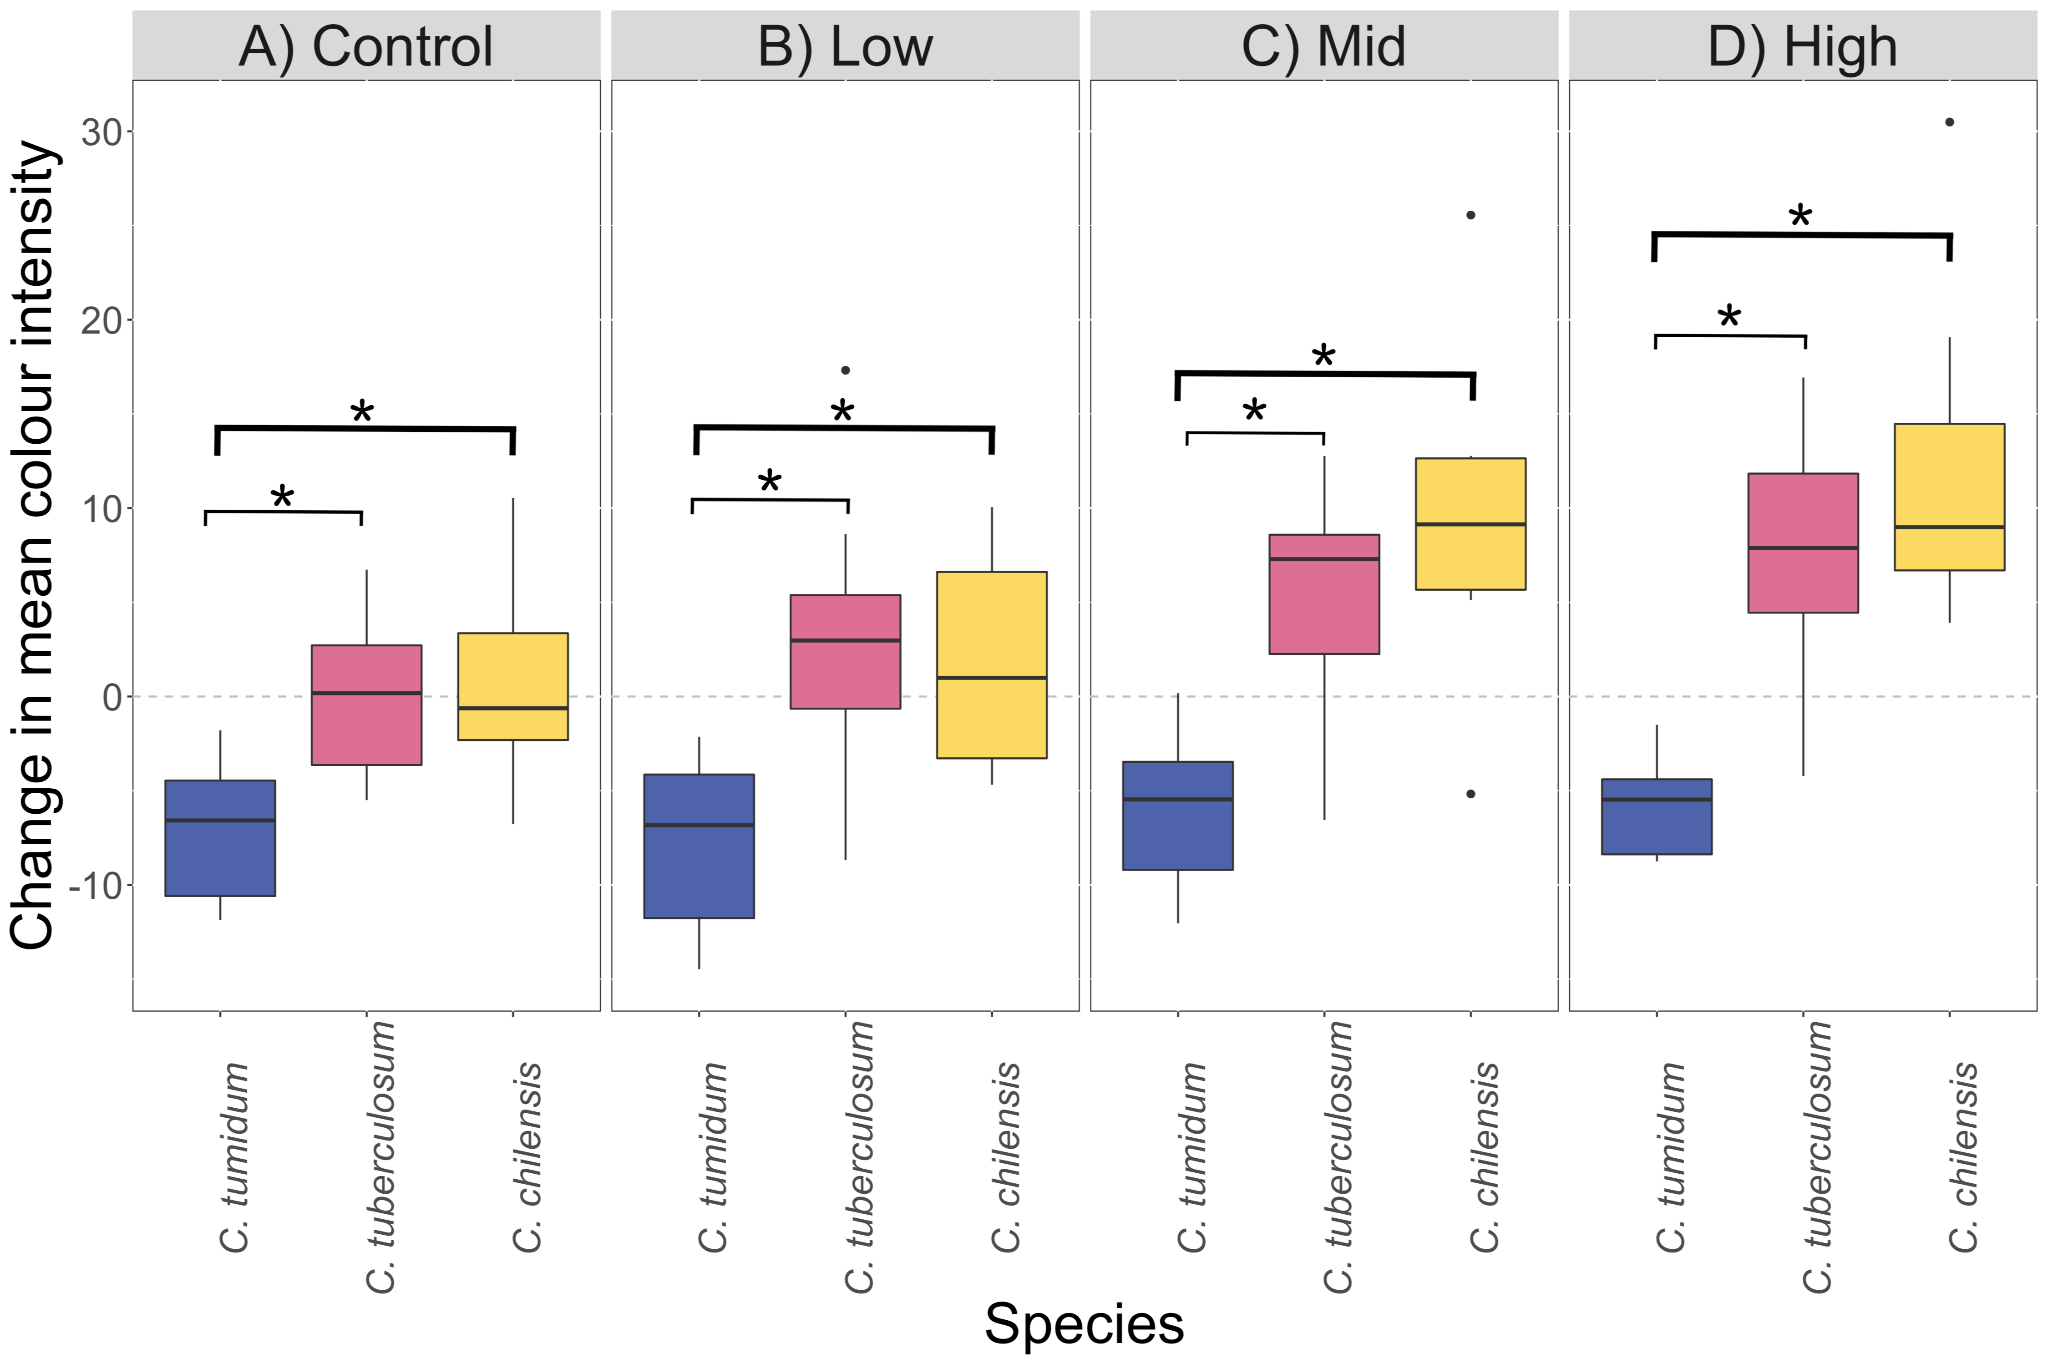 A) Control
B) Low
C) Mid
D) High
Change in mean colour intensity
30
20
10
0
-10
*
*
*
*
*
*
*
*
C. tumidum
C. tuberculosum
C. chilensis
C. tumidum
C. tuberculosum
C. chilensis
C. tumidum
C. tuberculosum
C. chilensis
C. tumidum
C. tuberculosum
C. chilensis
Species